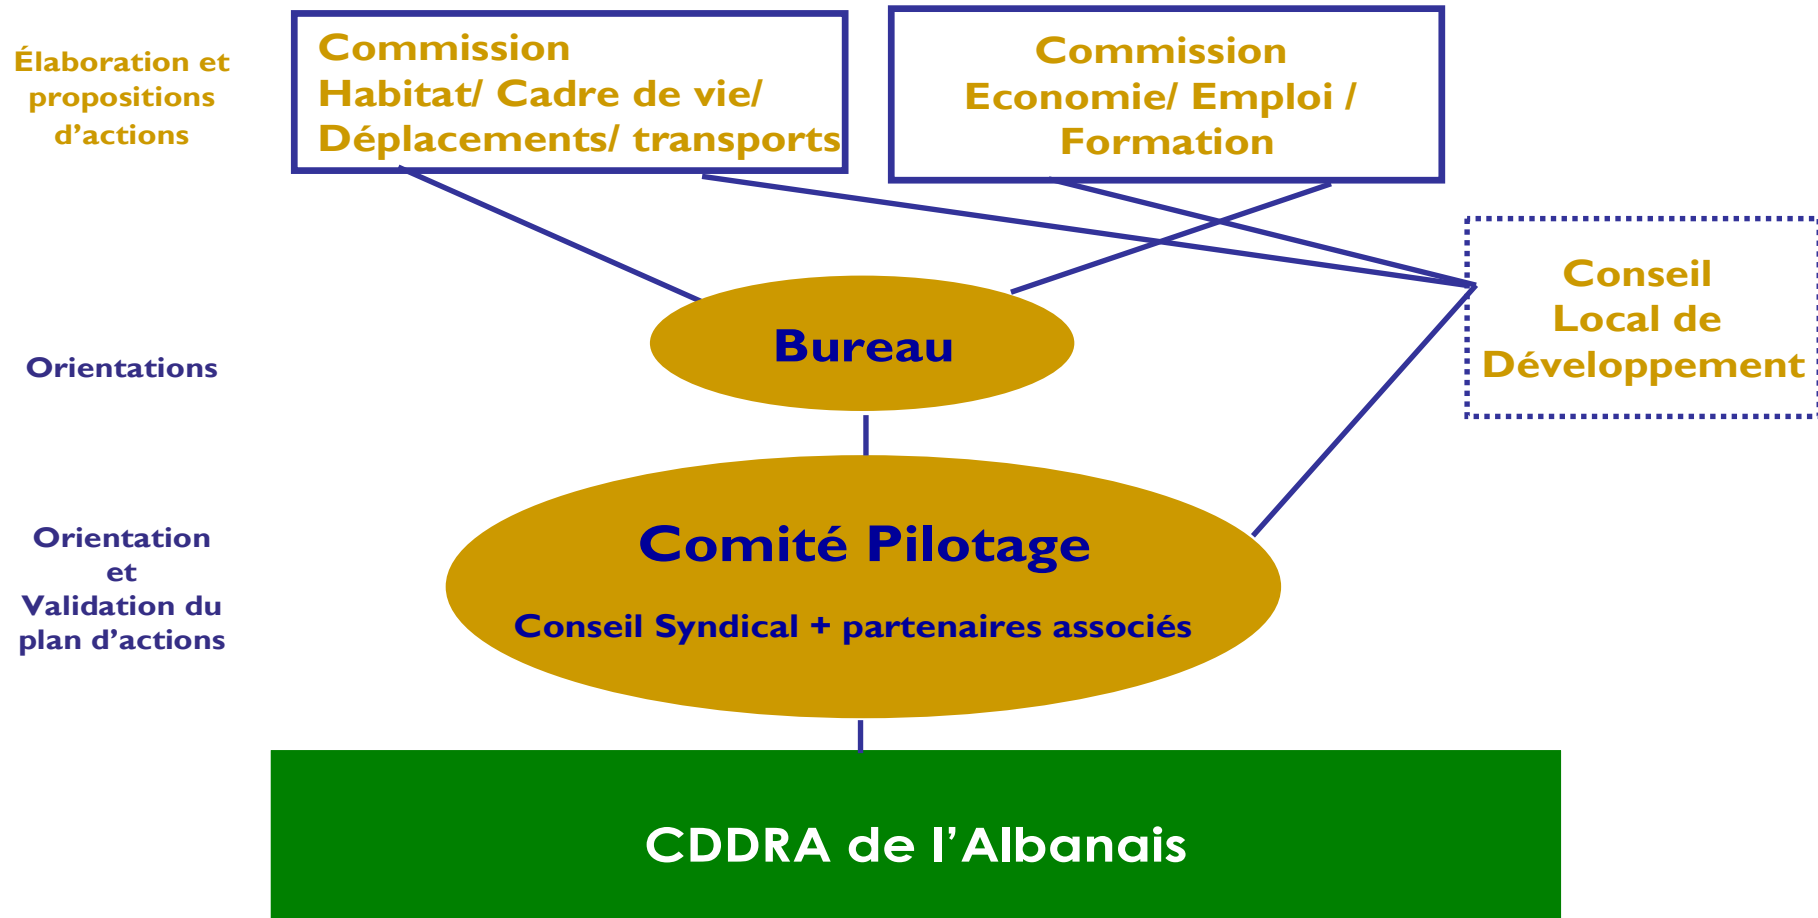 Élaboration et
propositions
d’actions
Commission
Habitat/ Cadre de vie/
Déplacements/ transports
Commission
Economie/ Emploi /
Formation
Conseil
Local de
Développement
Orientations
Bureau
Orientation
et
Validation du
plan d’actions
Comité Pilotage
Conseil Syndical + partenaires associés
CDDRA de l’Albanais